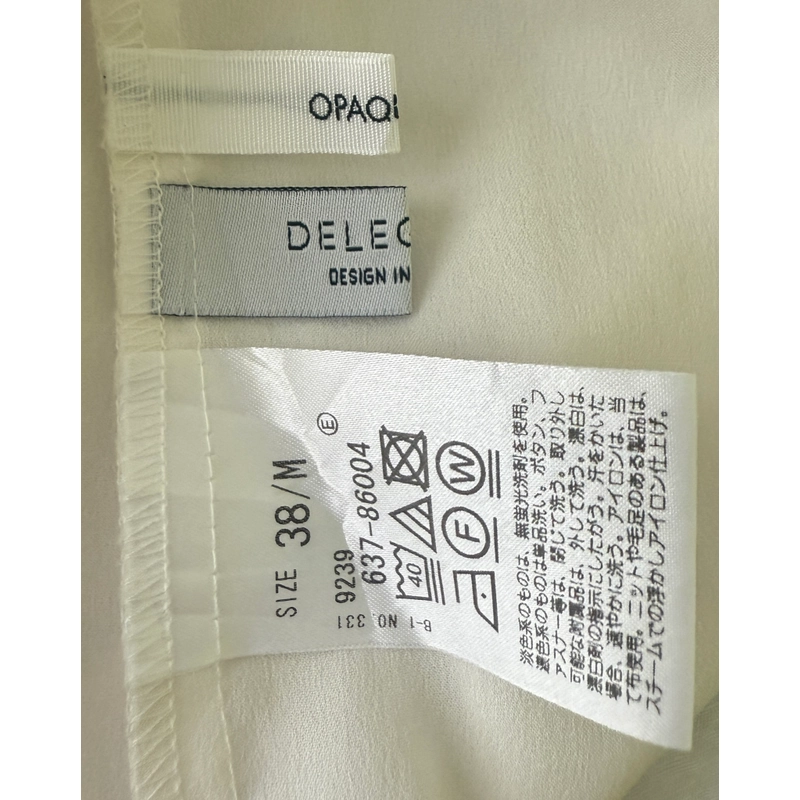 OPAQU
DELEC
DESIGN IN
SIZE 38/M
E
9239
637-86004
40
F
W
B-1 NO. 331
淡色系のものは、無蛍光洗剤を使用。
濃色系のものは単品洗い。ボタン、フ
ァスナー等は、閉じて洗う。取り外し
可能な附属品は、外して洗う。漂白は、
漂白剤の指示にしたがう。汗をかいた
場合、速やかに洗う。アイロンは、当
て布使用。ニットや毛足のある製品は、
スチームでの浮かしアイロン仕上げ。